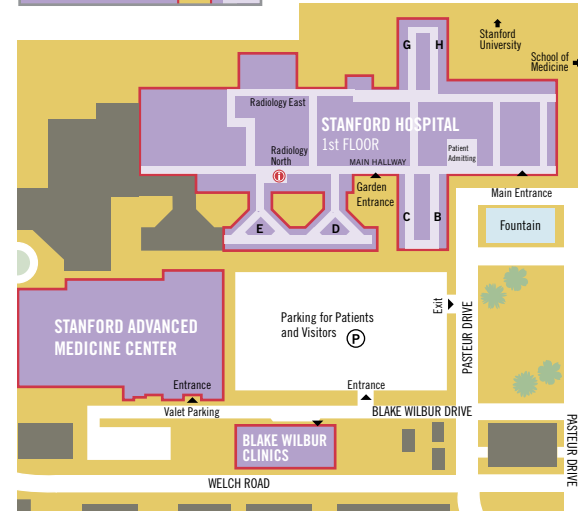 G
H
Stanford
University
School of
Medicine
Radiology East
STANFORD HOSPITAL
1st FLOOR
Radiology
North
MAIN HALLWAY
Patient
Admitting
i
Garden
Entrance
Main Entrance
C
B
E
D
Fountain
STANFORD ADVANCED
MEDICINE CENTER
Parking for Patients
and Visitors
P
Exit
PASTEUR DRIVE
Entrance
Valet Parking
Entrance
BLAKE WILBUR DRIVE
BLAKE WILBUR
CLINICS
PASTEUR DRIVE
WELCH ROAD